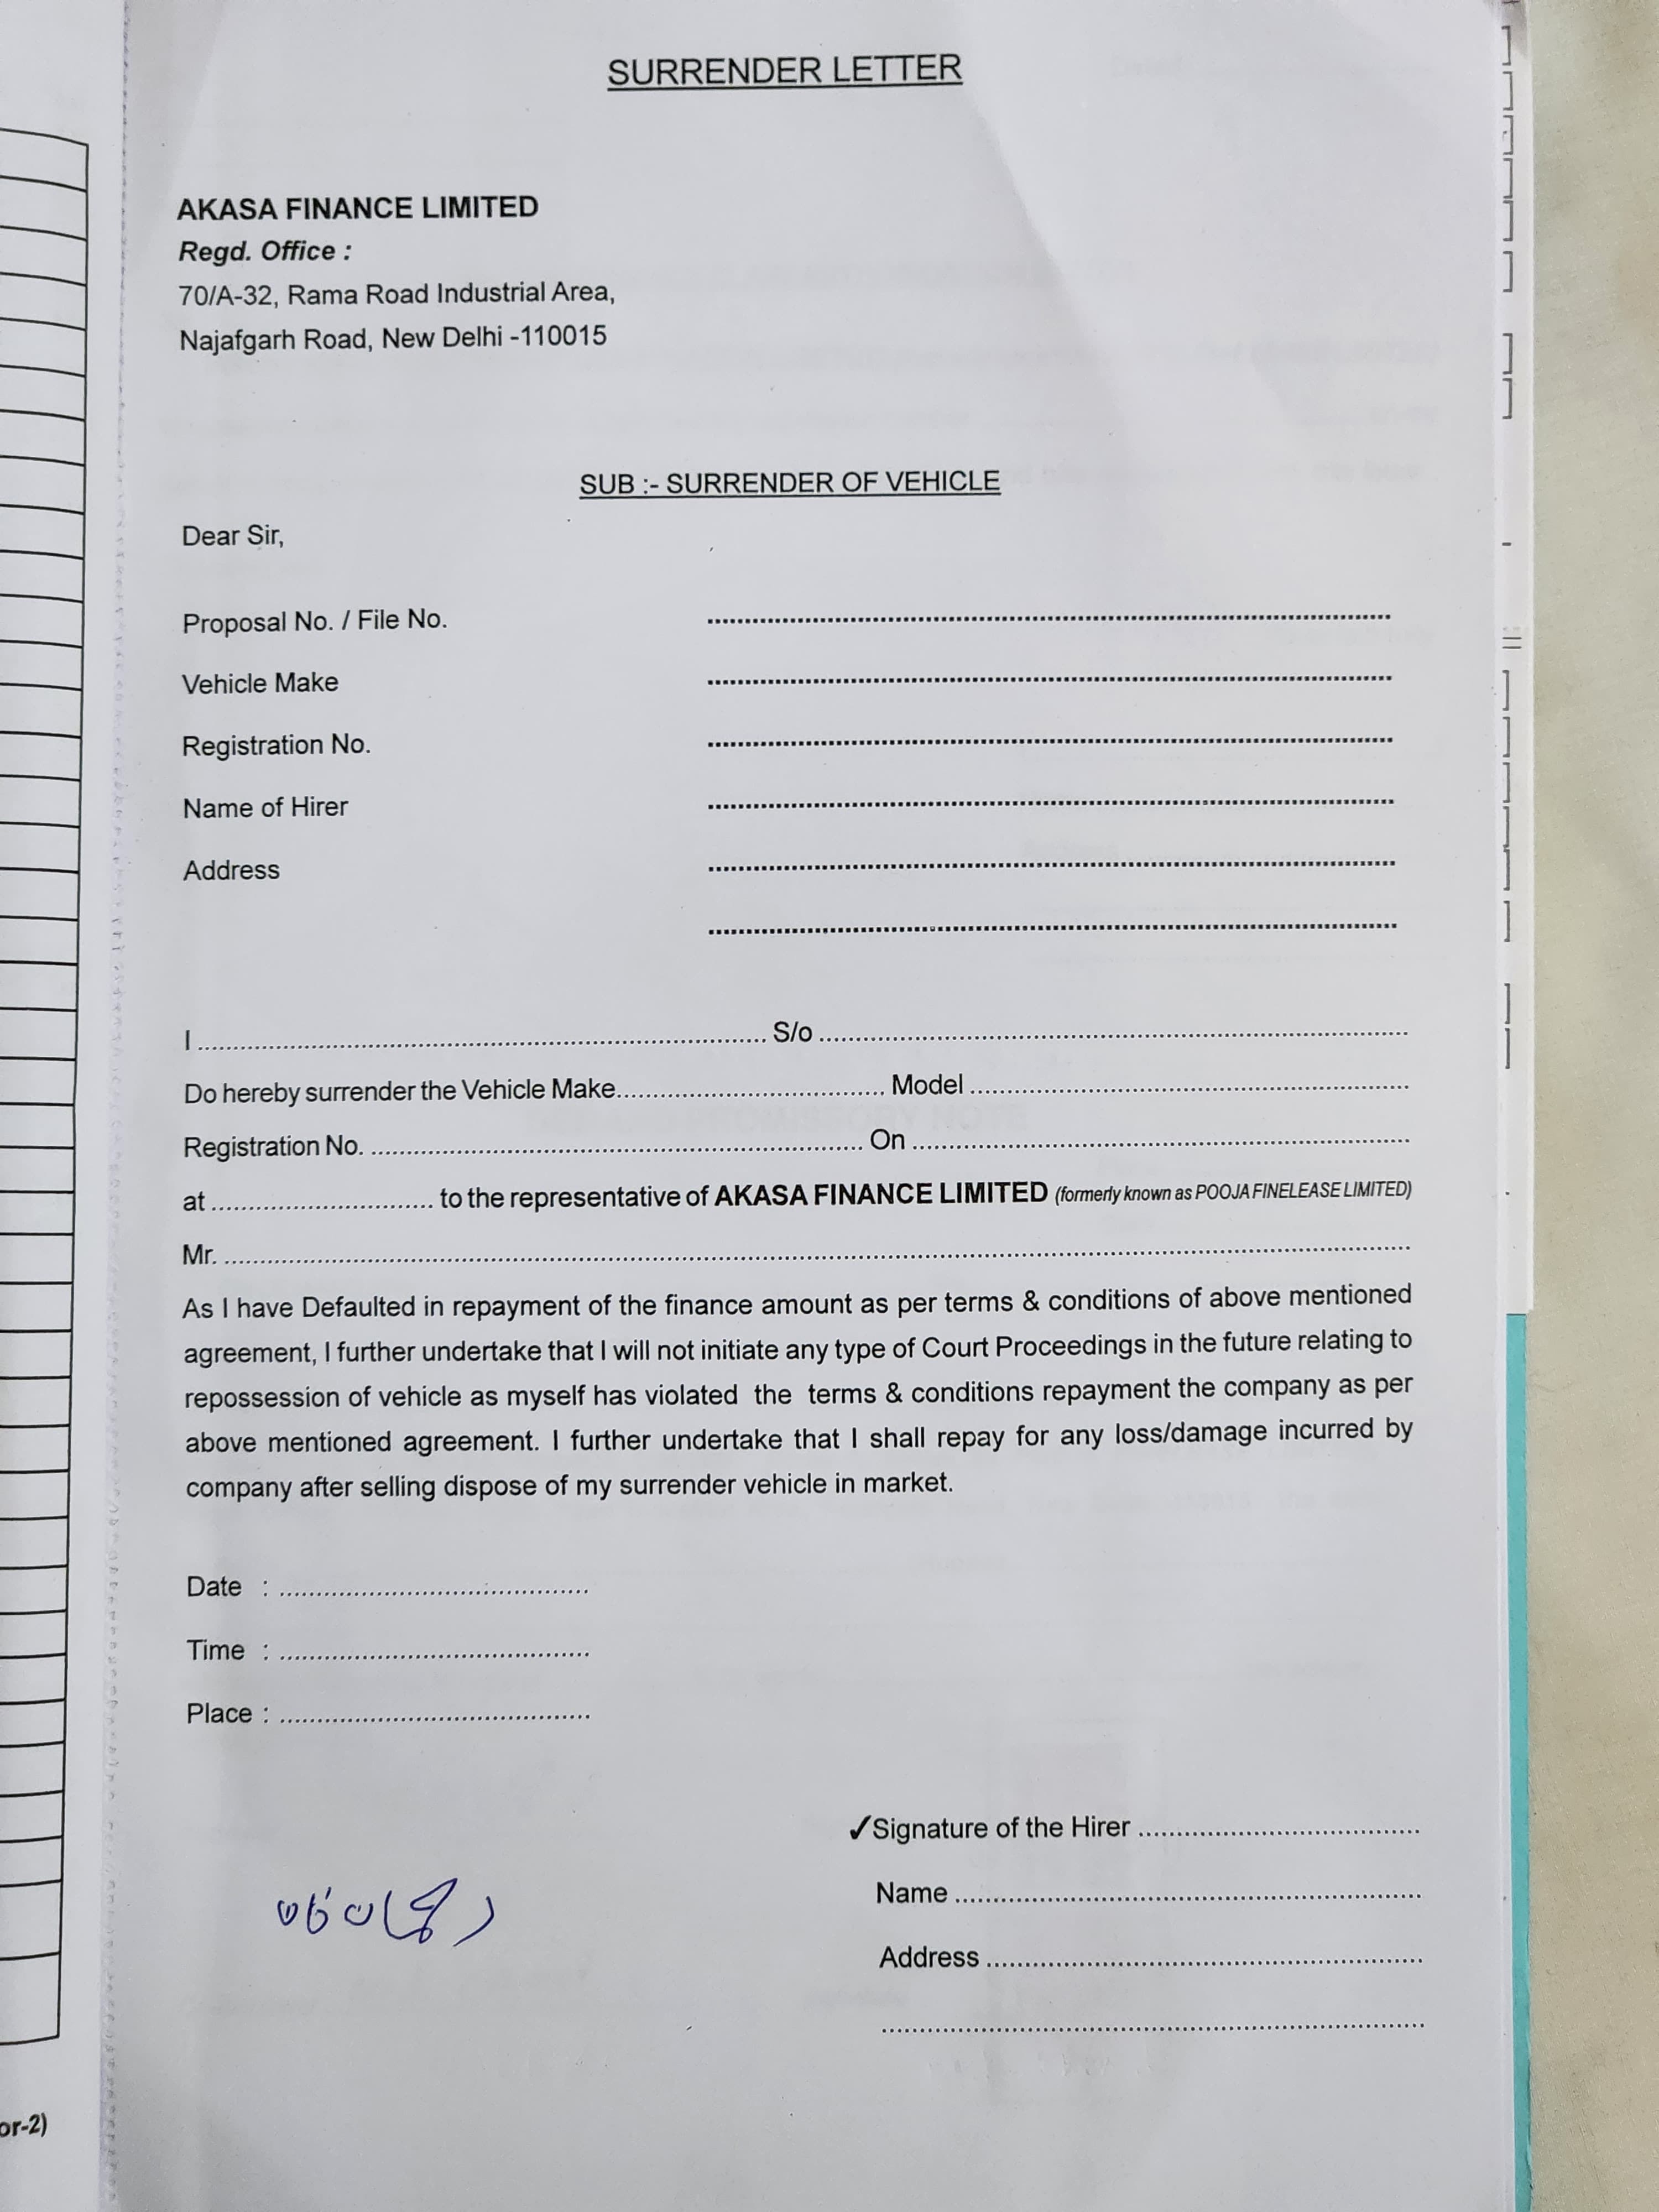 SURRENDER LETTER
AKASA FINANCE LIMITED
Regd. Office :
70/A-32, Rama Road Industrial Area,
Najafgarh Road, New Delhi -110015
SUB :- SURRENDER OF VEHICLE
Dear Sir,
Proposal No. / File No. ........................................
Vehicle Make ........................................
Registration No. ........................................
Name of Hirer ........................................
Address ........................................
........................................
I ........................................ S/o ........................................
Do hereby surrender the Vehicle Make.................... Model ........................................
Registration No. ........................................ On ........................................
at .................... to the representative of AKASA FINANCE LIMITED (formerly known as POOJA FINELEASE LIMITED)
Mr. ........................................
As I have Defaulted in repayment of the finance amount as per terms & conditions of above mentioned
agreement, I further undertake that I will not initiate any type of Court Proceedings in the future relating to
repossession of vehicle as myself has violated the terms & conditions repayment the company as per
above mentioned agreement. I further undertake that I shall repay for any loss/damage incurred by
company after selling dispose of my surrender vehicle in market.
Date : ....................
Time : ....................
Place : ....................
✓Signature of the Hirer ....................
Name ....................
Address ....................
....................
or-2)